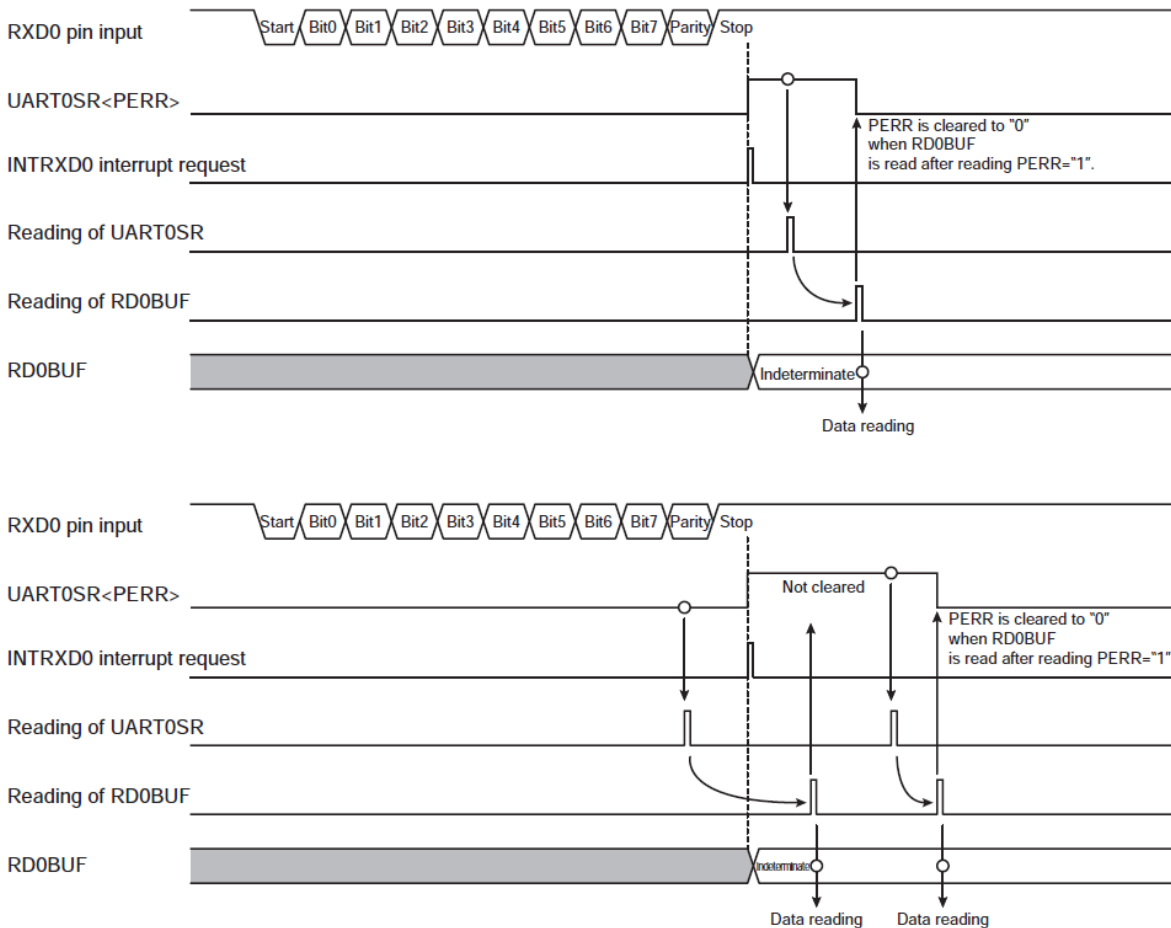 RXD0 pin input
Start Bit0 Bit1 Bit2 Bit3 Bit4 Bit5 Bit6 Bit7 Parity Stop
UART0SR<PERR>
PERR is cleared to "0"
when RD0BUF
is read after reading PERR="1".
INTRXD0 interrupt request
Reading of UART0SR
Reading of RD0BUF
RD0BUF
Indeterminate
Data reading
RXD0 pin input
Start Bit0 Bit1 Bit2 Bit3 Bit4 Bit5 Bit6 Bit7 Parity Stop
UART0SR<PERR>
Not cleared
PERR is cleared to "0"
when RD0BUF
is read after reading PERR="1"
INTRXD0 interrupt request
Reading of UART0SR
Reading of RD0BUF
RD0BUF
Indeterminate
Data reading Data reading